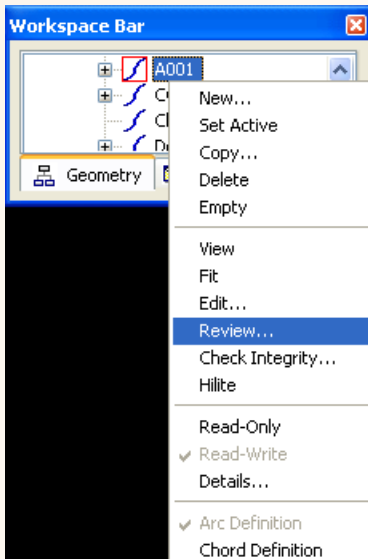 Workspace Bar
A001
C
Cl
D
Geometry
New...
Set Active
Copy...
Delete
Empty
View
Fit
Edit...
Review...
Check Integrity...
Hilite
Read-Only
Read-Write
Details...
Arc Definition
Chord Definition